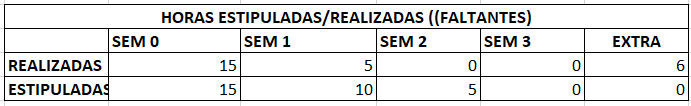 HORAS ESTIPULADAS/REALIZADAS ((FALTANTES)
SEM 0 SEM 1 SEM 2 SEM 3 EXTRA
REALIZADAS 15 5 0 0 6
ESTIPULADAS 15 10 5 0 0